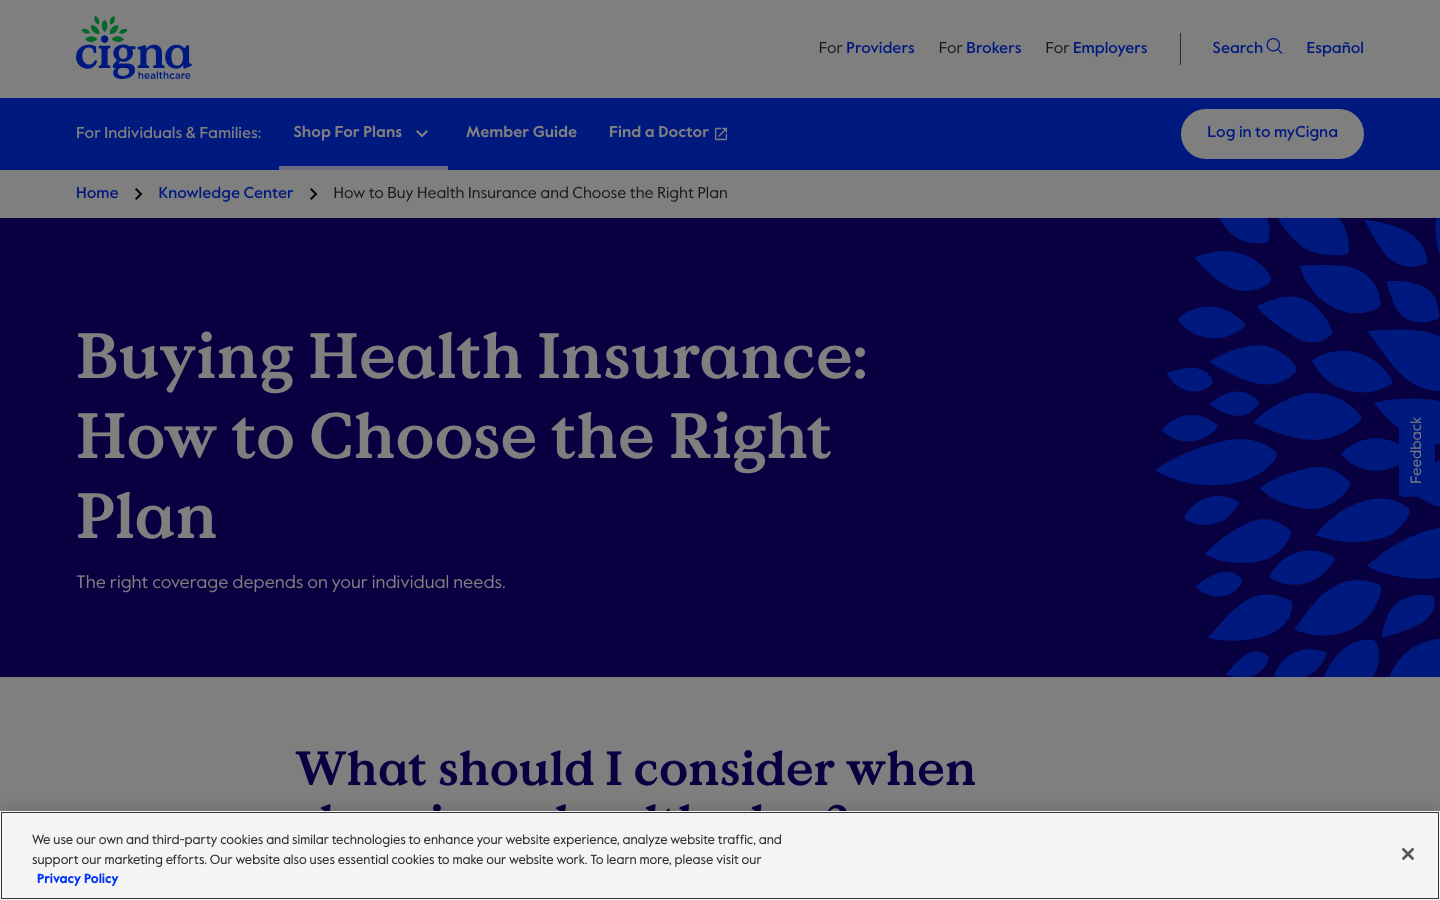 cigna
healthcare
For Providers
For Brokers
For Employers
Search
Español
For Individuals & Families:
Shop For Plans
Member Guide
Find a Doctor
Log in to myCigna
Home
Knowledge Center
How to Buy Health Insurance and Choose the Right Plan
Buying Health Insurance:
How to Choose the Right
Plan
The right coverage depends on your individual needs.
Feedback
What should I consider when
We use our own and third-party cookies and similar technologies to enhance your website experience, analyze website traffic, and
support our marketing efforts. Our website also uses essential cookies to make our website work. To learn more, please visit our
Privacy Policy